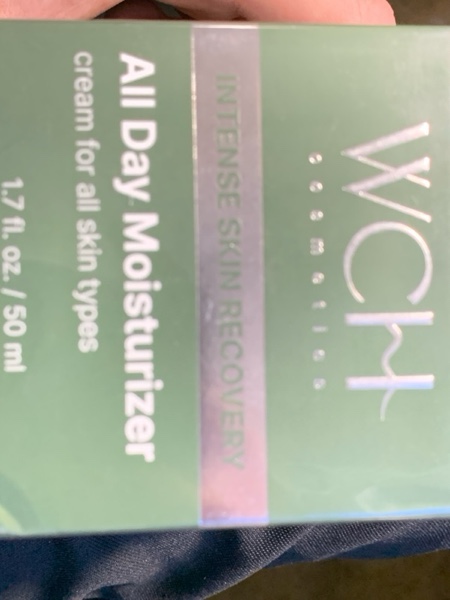 WCH
cosmetics
INTENSE SKIN RECOVERY
All Day Moisturizer
cream for all skin types
1.7 fl. oz. / 50 ml